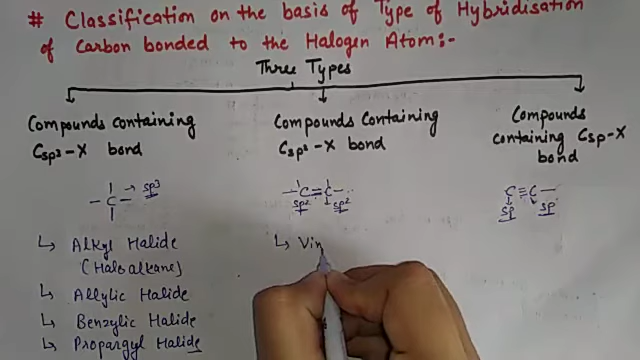 # Classification on the basis of Type of Hybridisation
of Carbon bonded to the Halogen Atom:-
Three Types
Compounds containing
Csp³-X bond
-C- → sp³
↳ Alkyl Halide
(Haloalkane)
↳ Allylic Halide
↳ Benzylic Halide
↳ Propargyl Halide
Compounds Containing
Csp²-X bond
-C=C-
sp² sp²
↳ Vin
Compounds
containing Csp-X
bond
C≡C-
sp sp